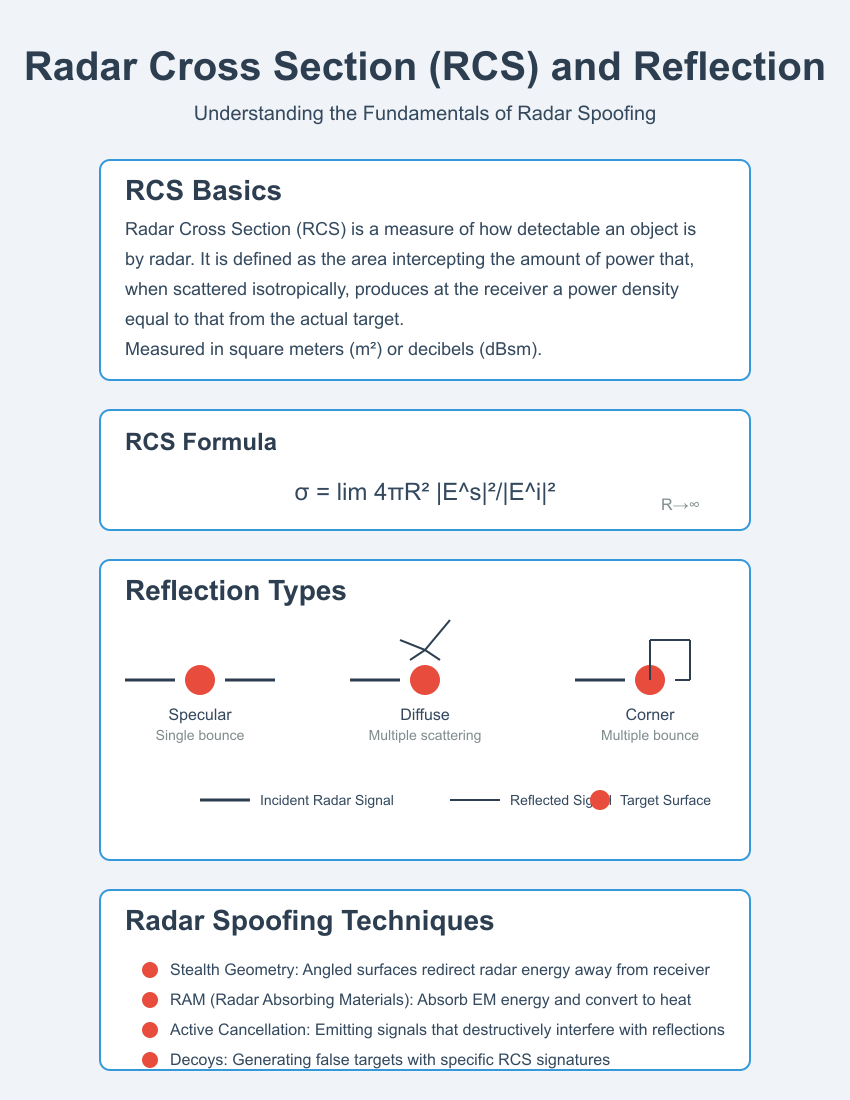 Radar Cross Section (RCS) and Reflection
Understanding the Fundamentals of Radar Spoofing
RCS Basics
Radar Cross Section (RCS) is a measure of how detectable an object is
by radar. It is defined as the area intercepting the amount of power that,
when scattered isotropically, produces at the receiver a power density
equal to that from the actual target.
Measured in square meters (m²) or decibels (dBsm).
RCS Formula
σ = lim 4πR² |E^s|²/|E^i|²
R→∞
Reflection Types
Specular
Single bounce
Diffuse
Multiple scattering
Corner
Multiple bounce
Incident Radar Signal
Reflected Signal
Target Surface
Radar Spoofing Techniques
Stealth Geometry: Angled surfaces redirect radar energy away from receiver
RAM (Radar Absorbing Materials): Absorb EM energy and convert to heat
Active Cancellation: Emitting signals that destructively interfere with reflections
Decoys: Generating false targets with specific RCS signatures